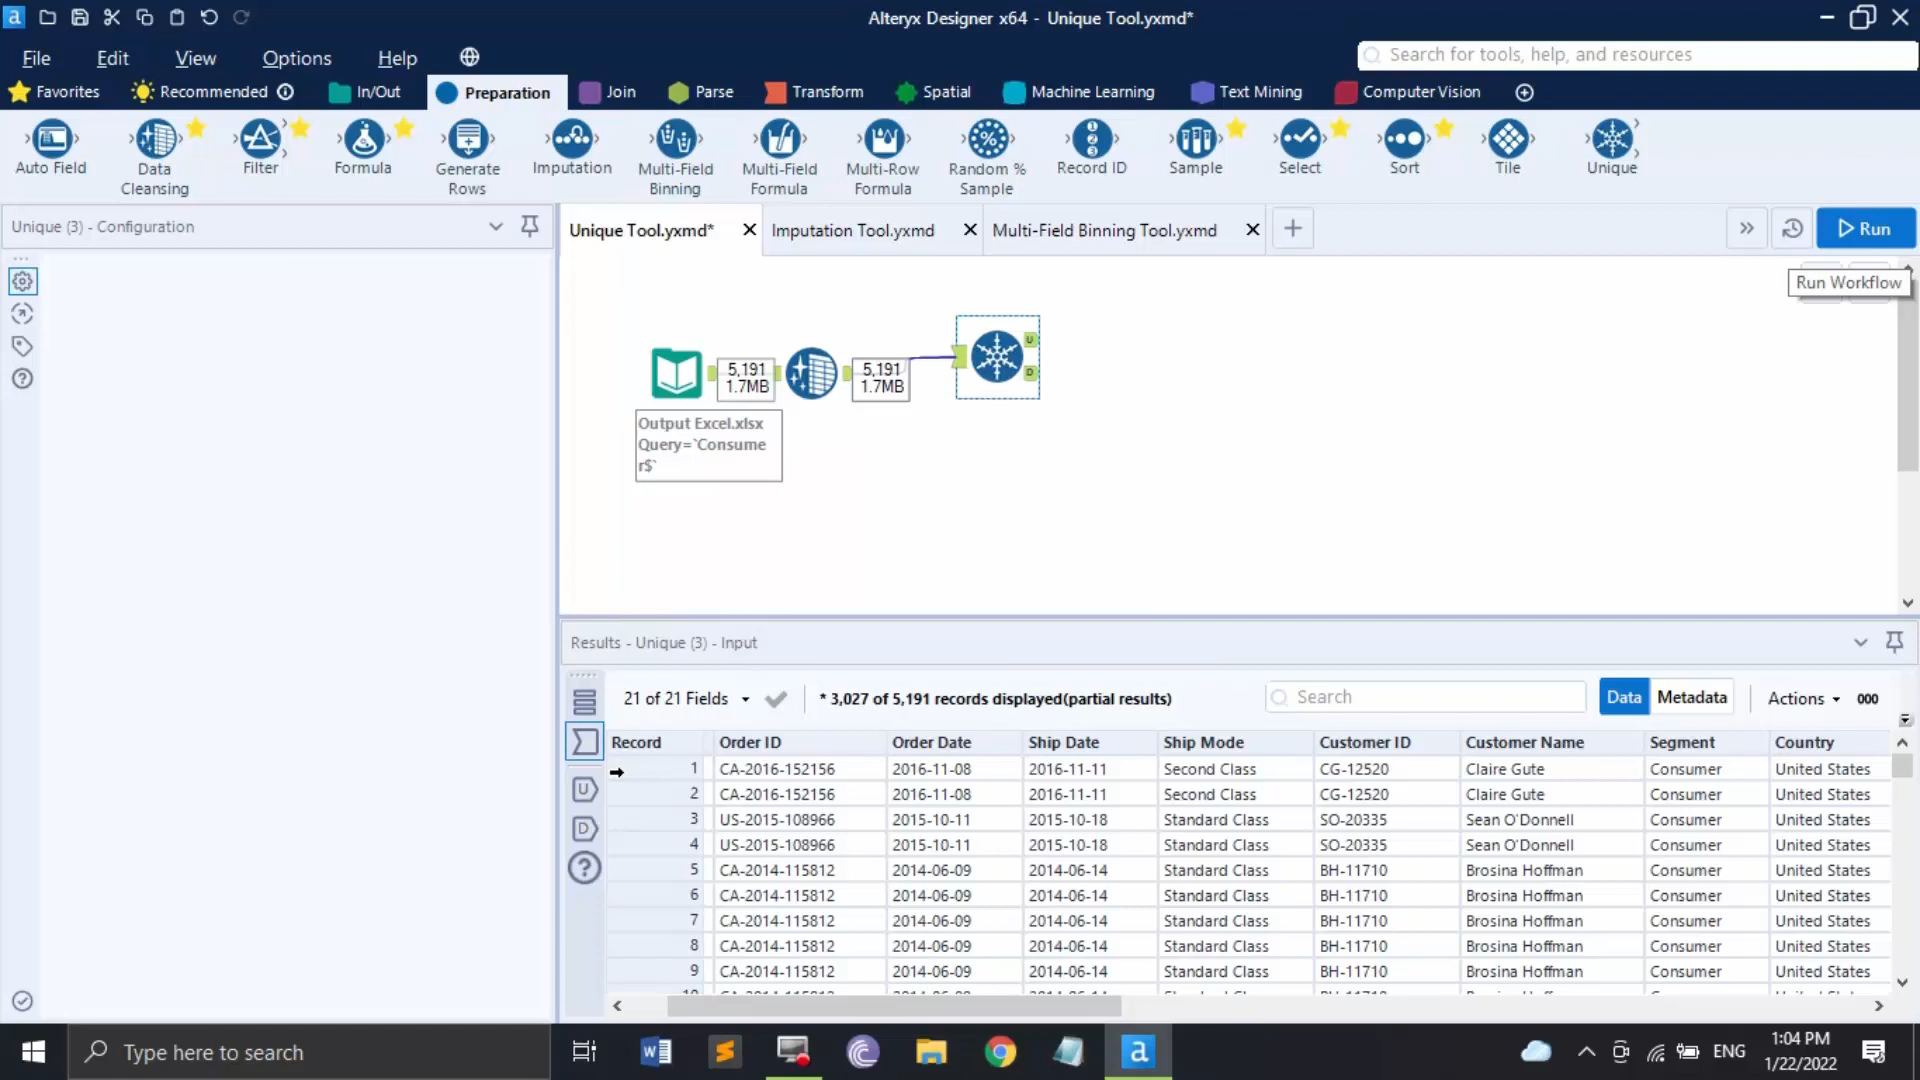 Alteryx Designer x64 - Unique Tool.yxmd*
File Edit View Options Help
Search for tools, help, and resources
Favorites Recommended In/Out Preparation Join Parse Transform Spatial Machine Learning Text Mining Computer Vision
Auto Field
Data
Cleansing
Filter
Formula
Generate
Rows
Imputation
Multi-Field
Binning
Multi-Field
Formula
Multi-Row
Formula
Random %
Sample
Record ID
Sample
Select
Sort
Tile
Unique
Unique (3) - Configuration
Unique Tool.yxmd* Imputation Tool.yxmd Multi-Field Binning Tool.yxmd
Run
Run Workflow
5,191
1.7MB
5,191
1.7MB
U
D
Output Excel.xlsx
Query=`Consume
r$`
Results - Unique (3) - Input
21 of 21 Fields * 3,027 of 5,191 records displayed(partial results) Search Data Metadata Actions 000
U
D
Record Order ID Order Date Ship Date Ship Mode Customer ID Customer Name Segment Country
1 CA-2016-152156 2016-11-08 2016-11-11 Second Class CG-12520 Claire Gute Consumer United States
2 CA-2016-152156 2016-11-08 2016-11-11 Second Class CG-12520 Claire Gute Consumer United States
3 US-2015-108966 2015-10-11 2015-10-18 Standard Class SO-20335 Sean O'Donnell Consumer United States
4 US-2015-108966 2015-10-11 2015-10-18 Standard Class SO-20335 Sean O'Donnell Consumer United States
5 CA-2014-115812 2014-06-09 2014-06-14 Standard Class BH-11710 Brosina Hoffman Consumer United States
6 CA-2014-115812 2014-06-09 2014-06-14 Standard Class BH-11710 Brosina Hoffman Consumer United States
7 CA-2014-115812 2014-06-09 2014-06-14 Standard Class BH-11710 Brosina Hoffman Consumer United States
8 CA-2014-115812 2014-06-09 2014-06-14 Standard Class BH-11710 Brosina Hoffman Consumer United States
9 CA-2014-115812 2014-06-09 2014-06-14 Standard Class BH-11710 Brosina Hoffman Consumer United States
Type here to search
ENG
1:04 PM
1/22/2022